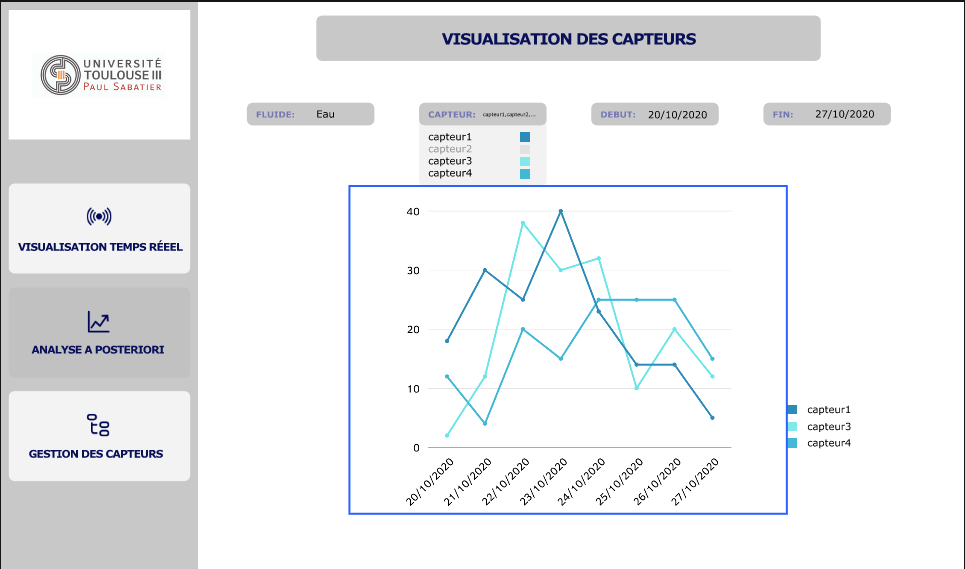 UNIVERSITÉ
TOULOUSE III
PAUL SABATIER
VISUALISATION TEMPS RÉEEL
ANALYSE A POSTERIORI
GESTION DES CAPTEURS
VISUALISATION DES CAPTEURS
FLUIDE: Eau
CAPTEUR: capteur1,capteur2,...
DEBUT: 20/10/2020
FIN: 27/10/2020
capteur1
capteur2
capteur3
capteur4
40
30
20
10
0
20/10/2020
21/10/2020
22/10/2020
23/10/2020
24/10/2020
25/10/2020
26/10/2020
27/10/2020
capteur1
capteur3
capteur4